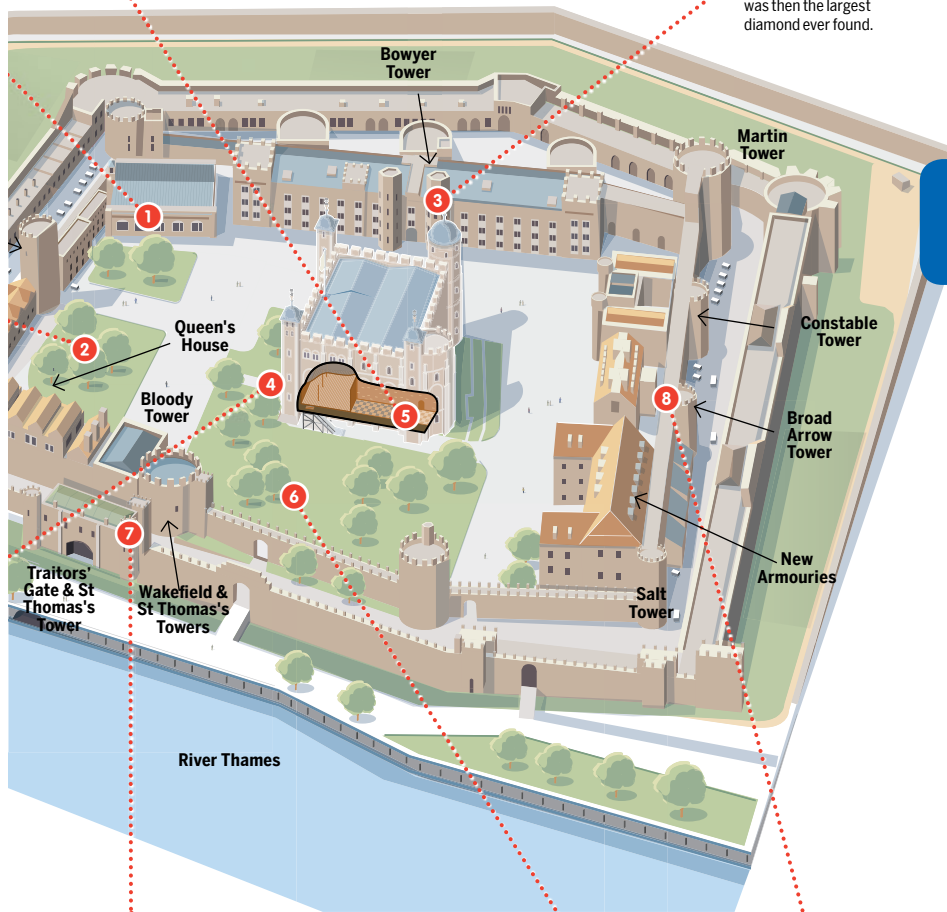 was then the largest
diamond ever found.
Bowyer
Tower
Martin
Tower
3
1
Constable
Tower
Queen's
House
2
4
Bloody
Tower
8
5
Broad
Arrow
Tower
6
7
New
Armouries
Traitors'
Gate & St
Thomas's
Tower
Wakefield &
St Thomas's
Towers
Salt
Tower
River Thames